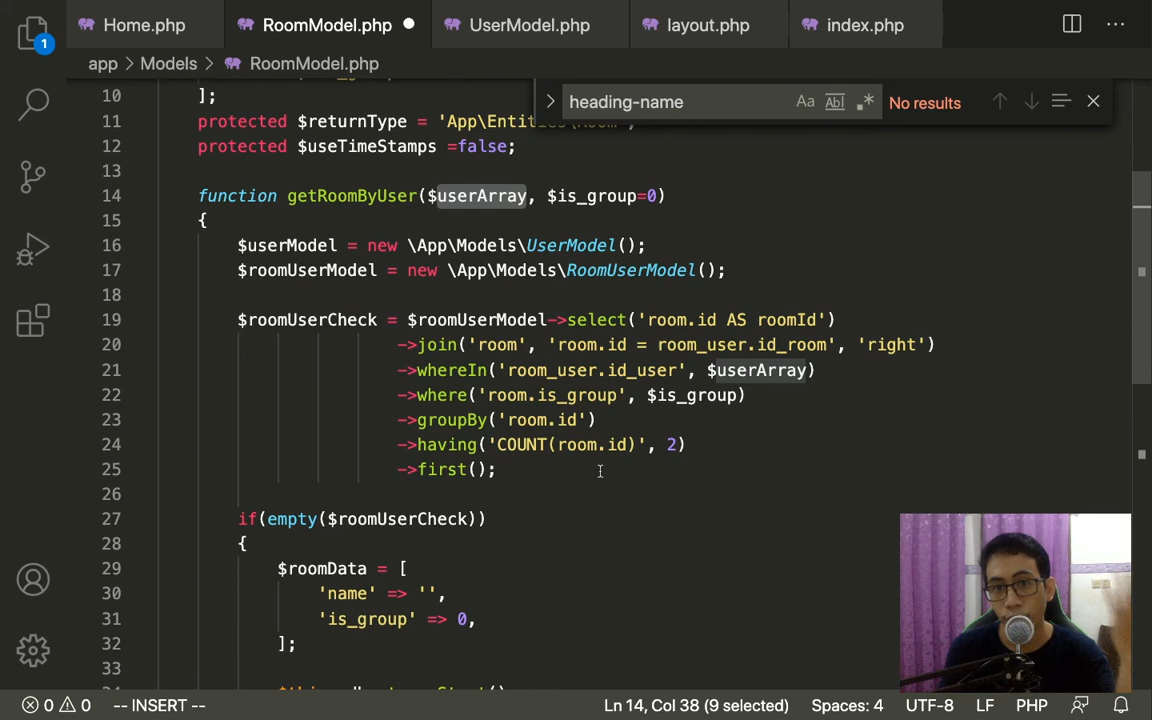 Home.php
RoomModel.php
UserModel.php
layout.php
index.php
1
app > Models > RoomModel.php
heading-name
Aa
Abl
.*
No results
10 ];
11 protected $returnType = 'App\Entities\Room';
12 protected $useTimeStamps =false;
13
14 function getRoomByUser($userArray, $is_group=0)
15 {
16 $userModel = new \App\Models\UserModel();
17 $roomUserModel = new \App\Models\RoomUserModel();
18
19 $roomUserCheck = $roomUserModel->select('room.id AS roomId')
20 ->join('room', 'room.id = room_user.id_room', 'right')
21 ->whereIn('room_user.id_user', $userArray)
22 ->where('room.is_group', $is_group)
23 ->groupBy('room.id')
24 ->having('COUNT(room.id)', 2)
25 ->first();
26
27 if(empty($roomUserCheck))
28 {
29 $roomData = [
30 'name' => '',
31 'is_group' => 0,
32 ];
33
0 0 -- INSERT -- Ln 14, Col 38 (9 selected) Spaces: 4 UTF-8 LF PHP